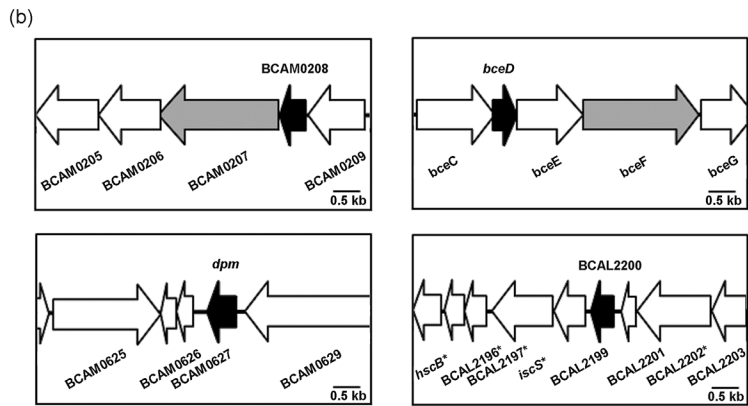 (b)
BCAM0208
BCAM0205
BCAM0206
BCAM0207
BCAM0209
0.5 kb
bceD
bceC
bceE
bceF
bceG
0.5 kb
dpm
BCAM0625
BCAM0626
BCAM0627
BCAM0629
0.5 kb
BCAL2200
hscB*
BCAL2196*
BCAL2197*
iscS*
BCAL2199
BCAL2201
BCAL2202*
BCAL2203
0.5 kb